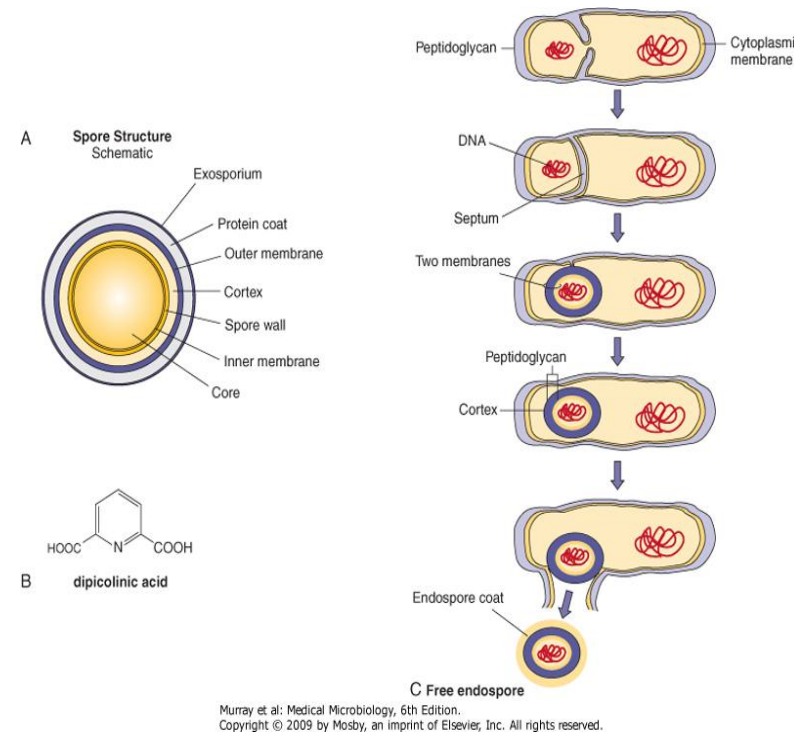 A
Spore Structure
Schematic
Exosporium
Protein coat
Outer membrane
Cortex
Spore wall
Inner membrane
Core
HOOC
N
COOH
B
dipicolinic acid
Peptidoglycan
Cytoplasmi
membrane
DNA
Septum
Two membranes
Peptidoglycan
Cortex
Endospore coat
C Free endospore
Murray et al: Medical Microbiology, 6th Edition.
Copyright © 2009 by Mosby, an imprint of Elsevier, Inc. All rights reserved.